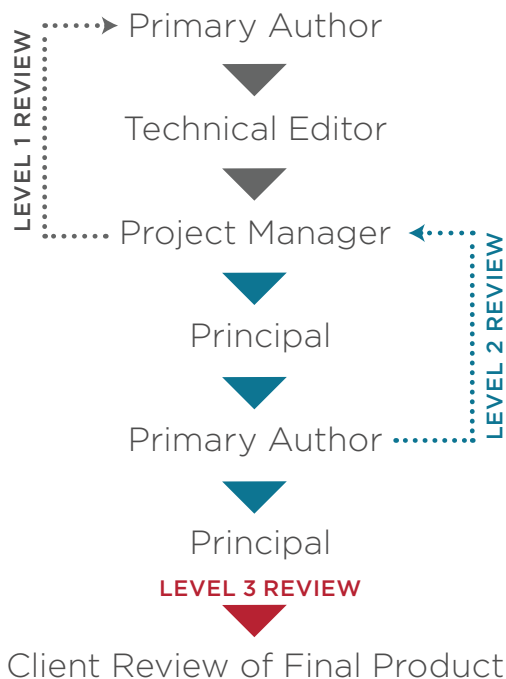 Primary Author
LEVEL 1 REVIEW
Technical Editor
Project Manager
LEVEL 2 REVIEW
Principal
Primary Author
Principal
LEVEL 3 REVIEW
Client Review of Final Product